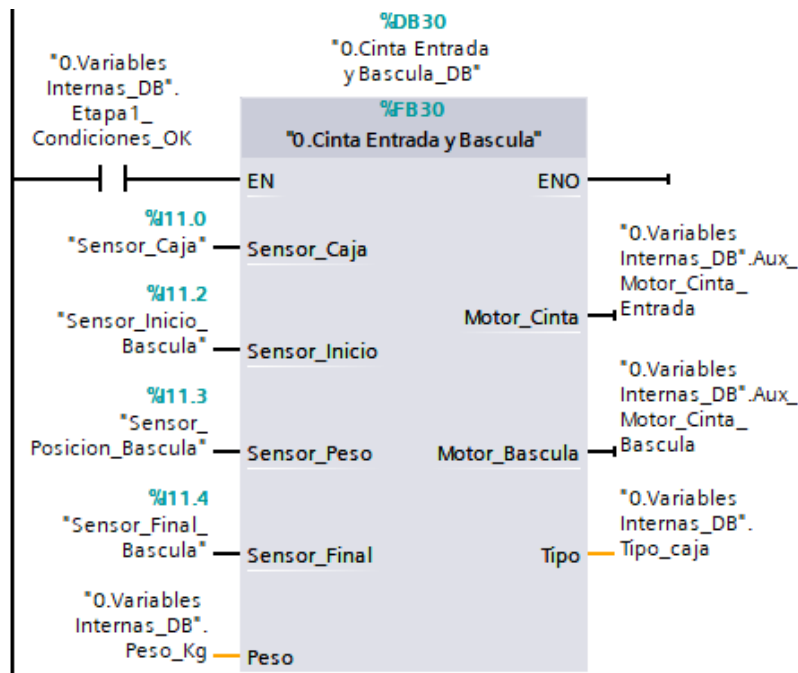 %DB30
"0.Cinta Entrada
y Bascula_DB"
"0.Variables
Internas_DB".
Etapa1_
Condiciones_OK
%FB30
"0.Cinta Entrada y Bascula"
EN
ENO
%I11.0
"Sensor_Caja"
Sensor_Caja
%I11.2
"Sensor_Inicio_
Bascula"
Sensor_Inicio
%I11.3
"Sensor_
Posicion_Bascula"
Sensor_Peso
%I11.4
"Sensor_Final_
Bascula"
Sensor_Final
"0.Variables
Internas_DB".
Peso_Kg
Peso
Motor_Cinta
"0.Variables
Internas_DB".Aux_
Motor_Cinta_
Entrada
Motor_Bascula
"0.Variables
Internas_DB".Aux_
Motor_Cinta_
Bascula
Tipo
"0.Variables
Internas_DB".
Tipo_caja